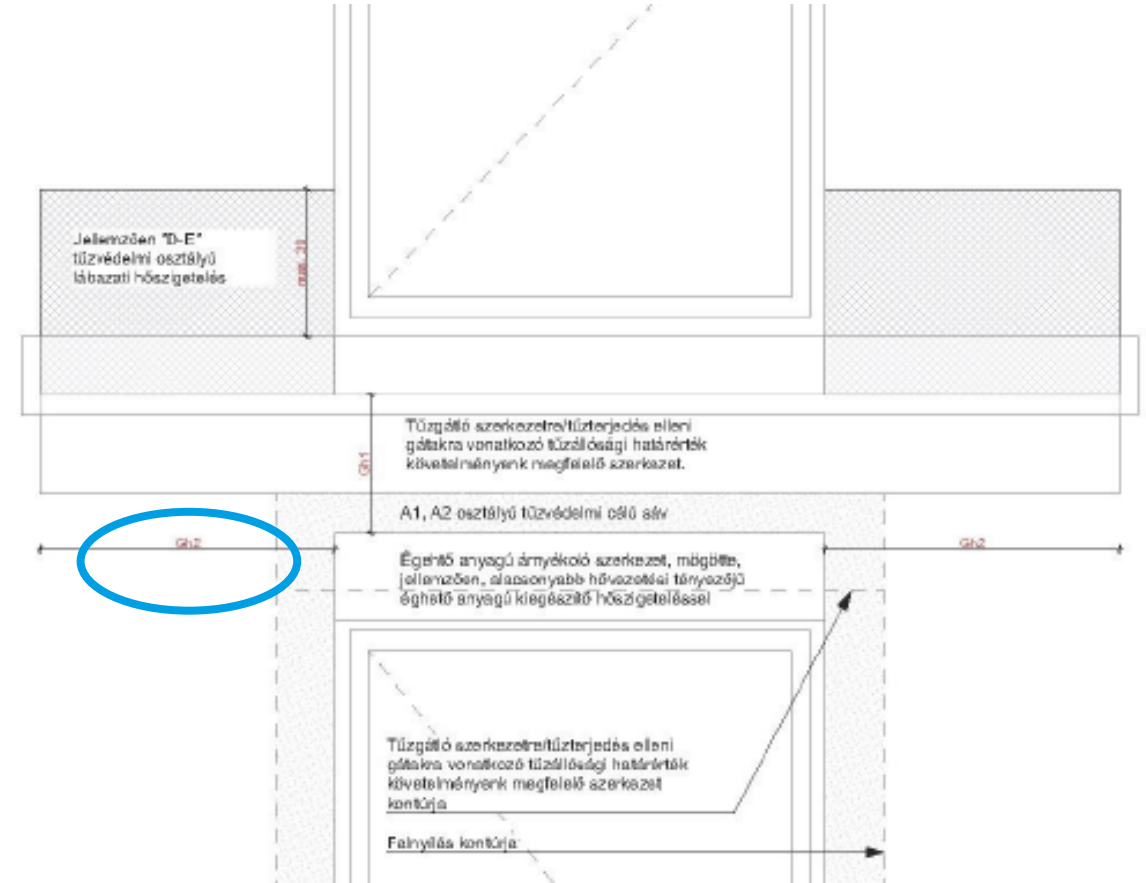 Jellemzően "D-E"
tűzvédelmi osztályú
lábazati hőszigetelés
Tűzgátló szerkezetre/tűzterjedés elleni
gátakra vonatkozó tűzállósági határérték
követelményenk megfelelő szerkezet.
Gh1
A1, A2 osztályú tűzvédelmi célú sáv
Gh2
Gh2
Éghető anyagú árnyékoló szerkezet, mögötte,
jellemzően, alacsonyabb hővezetési tényezőjű
éghető anyagú kiegészítő hőszigeteléssel
Tűzgátló szerkezetre/tűzterjedés elleni
gátakra vonatkozó tűzállósági határérték
követelményenk megfelelő szerkezet
kontúrja
Falnyílás kontúrja